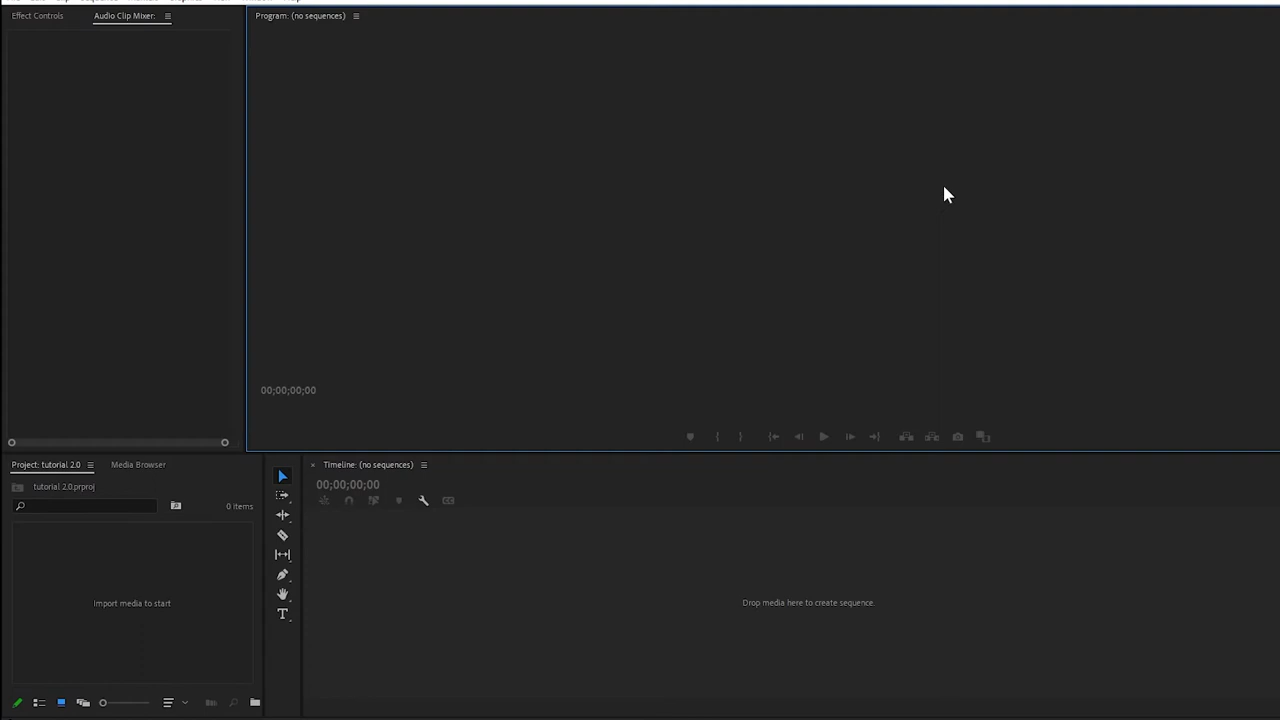 Effect Controls
Audio Clip Mixer:
Program: (no sequences)
00;00;00;00
Project: tutorial 2.0
Media Browser
Timeline: (no sequences)
00;00;00;00
tutorial 2.0.prproj
0 Items
Import media to start
Drop media here to create sequence.